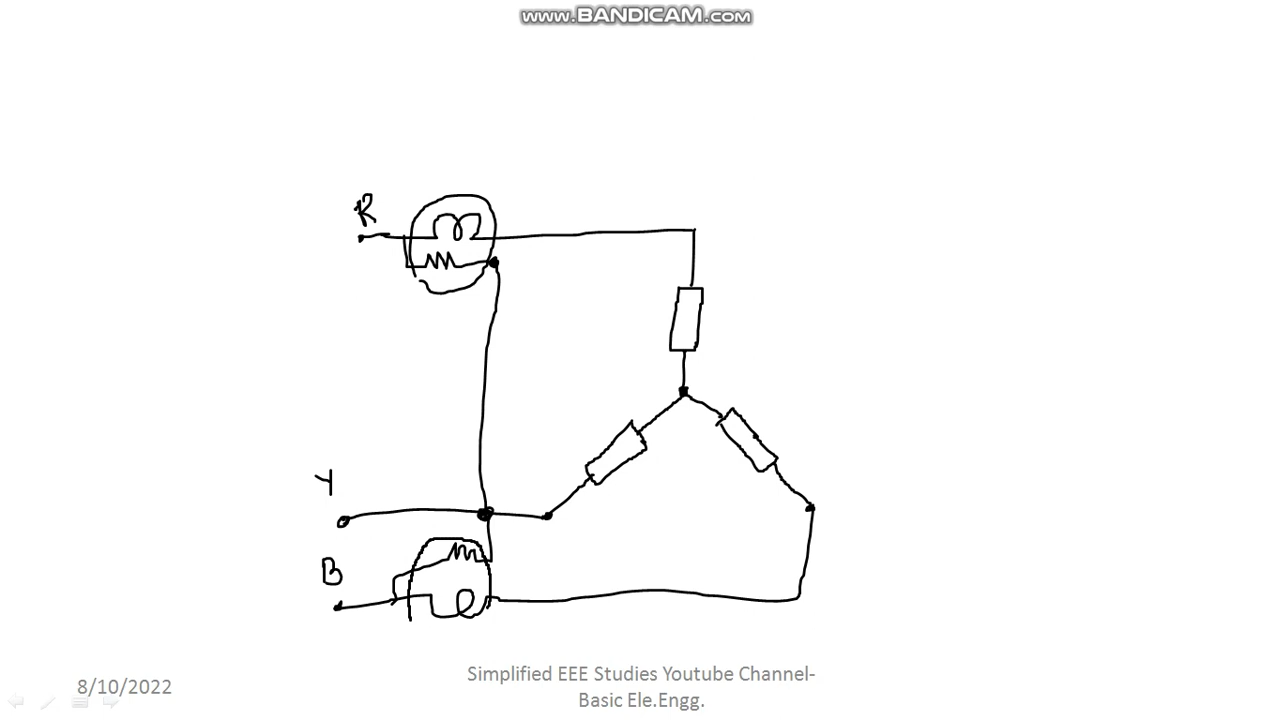 www.BANDICAM.com
R
Y
B
8/10/2022
Simplified EEE Studies Youtube Channel-
Basic Ele.Engg.